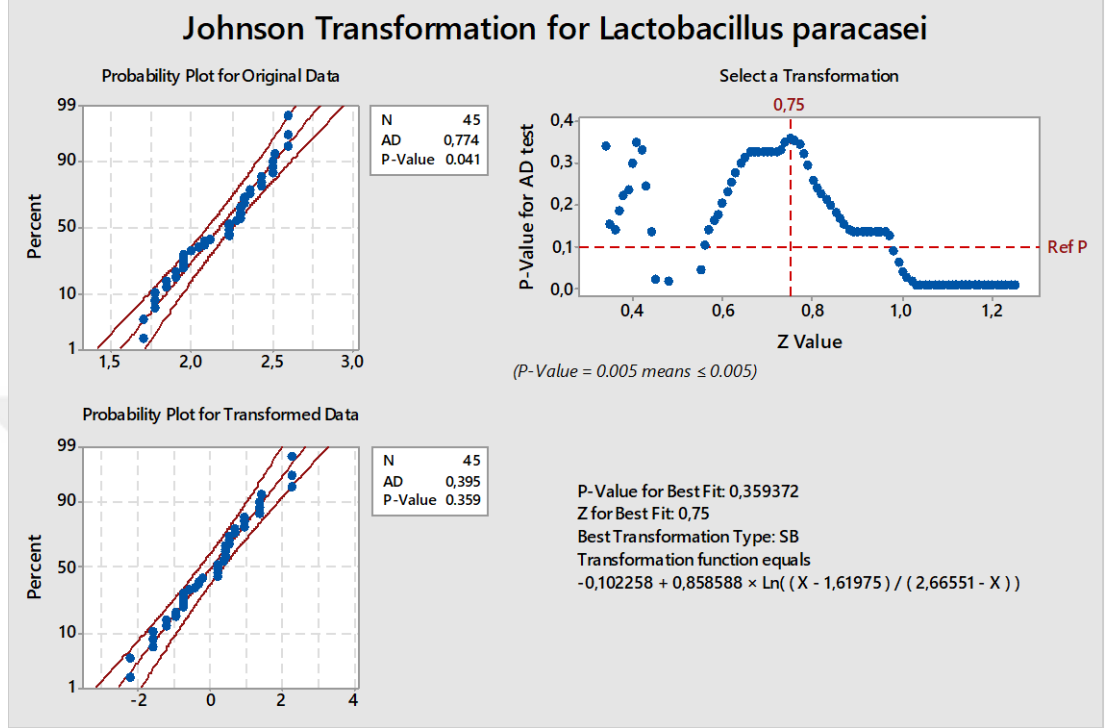 Johnson Transformation for Lactobacillus paracasei
Probability Plot for Original Data
Percent
99
90
50
10
1
1,5 2,0 2,5 3,0
N 45
AD 0,774
P-Value 0.041
Select a Transformation
0,75
P-Value for AD test
0,4
0,3
0,2
0,1
0,0
Ref P
0,4 0,6 0,8 1,0 1,2
Z Value
(P-Value = 0.005 means ≤ 0.005)
Probability Plot for Transformed Data
Percent
99
90
50
10
1
-2 0 2 4
N 45
AD 0,395
P-Value 0.359
P-Value for Best Fit: 0,359372
Z for Best Fit: 0,75
Best Transformation Type: SB
Transformation function equals
-0,102258 + 0,858588 × Ln( ( X - 1,61975 ) / ( 2,66551 - X ) )